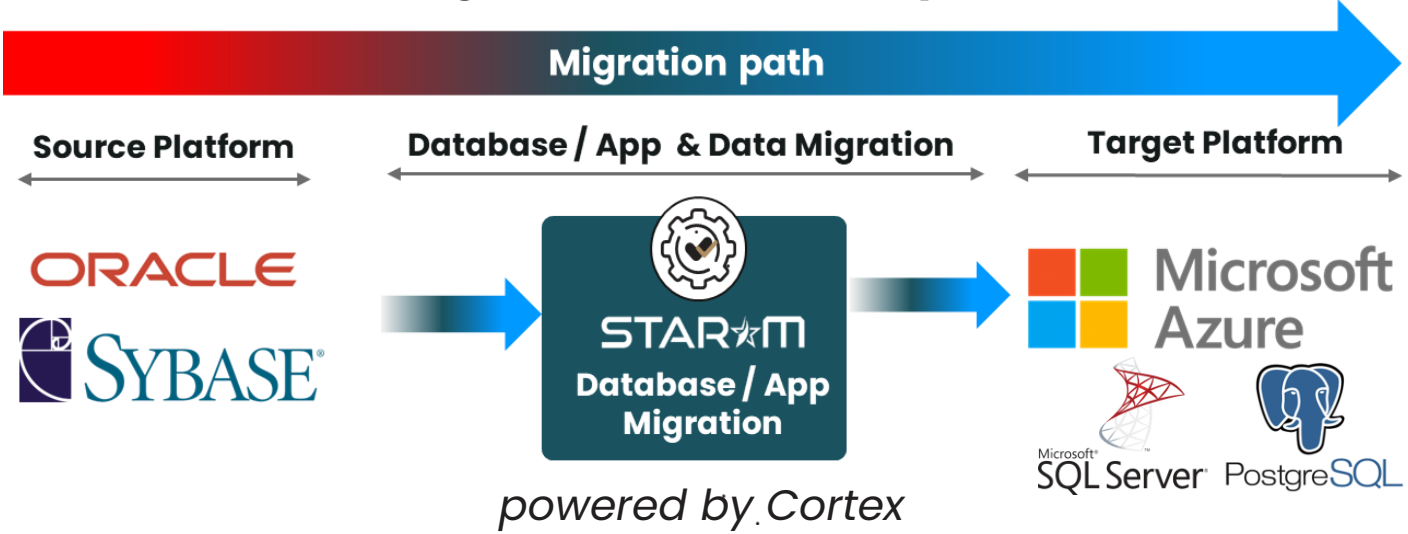 Migration path
Source Platform
Database / App & Data Migration
Target Platform
ORACLE
SYBASE®
STAR★M
Database / App
Migration
Microsoft
Azure
Microsoft®
SQL Server®
PostgreSQL
powered by.Cortex